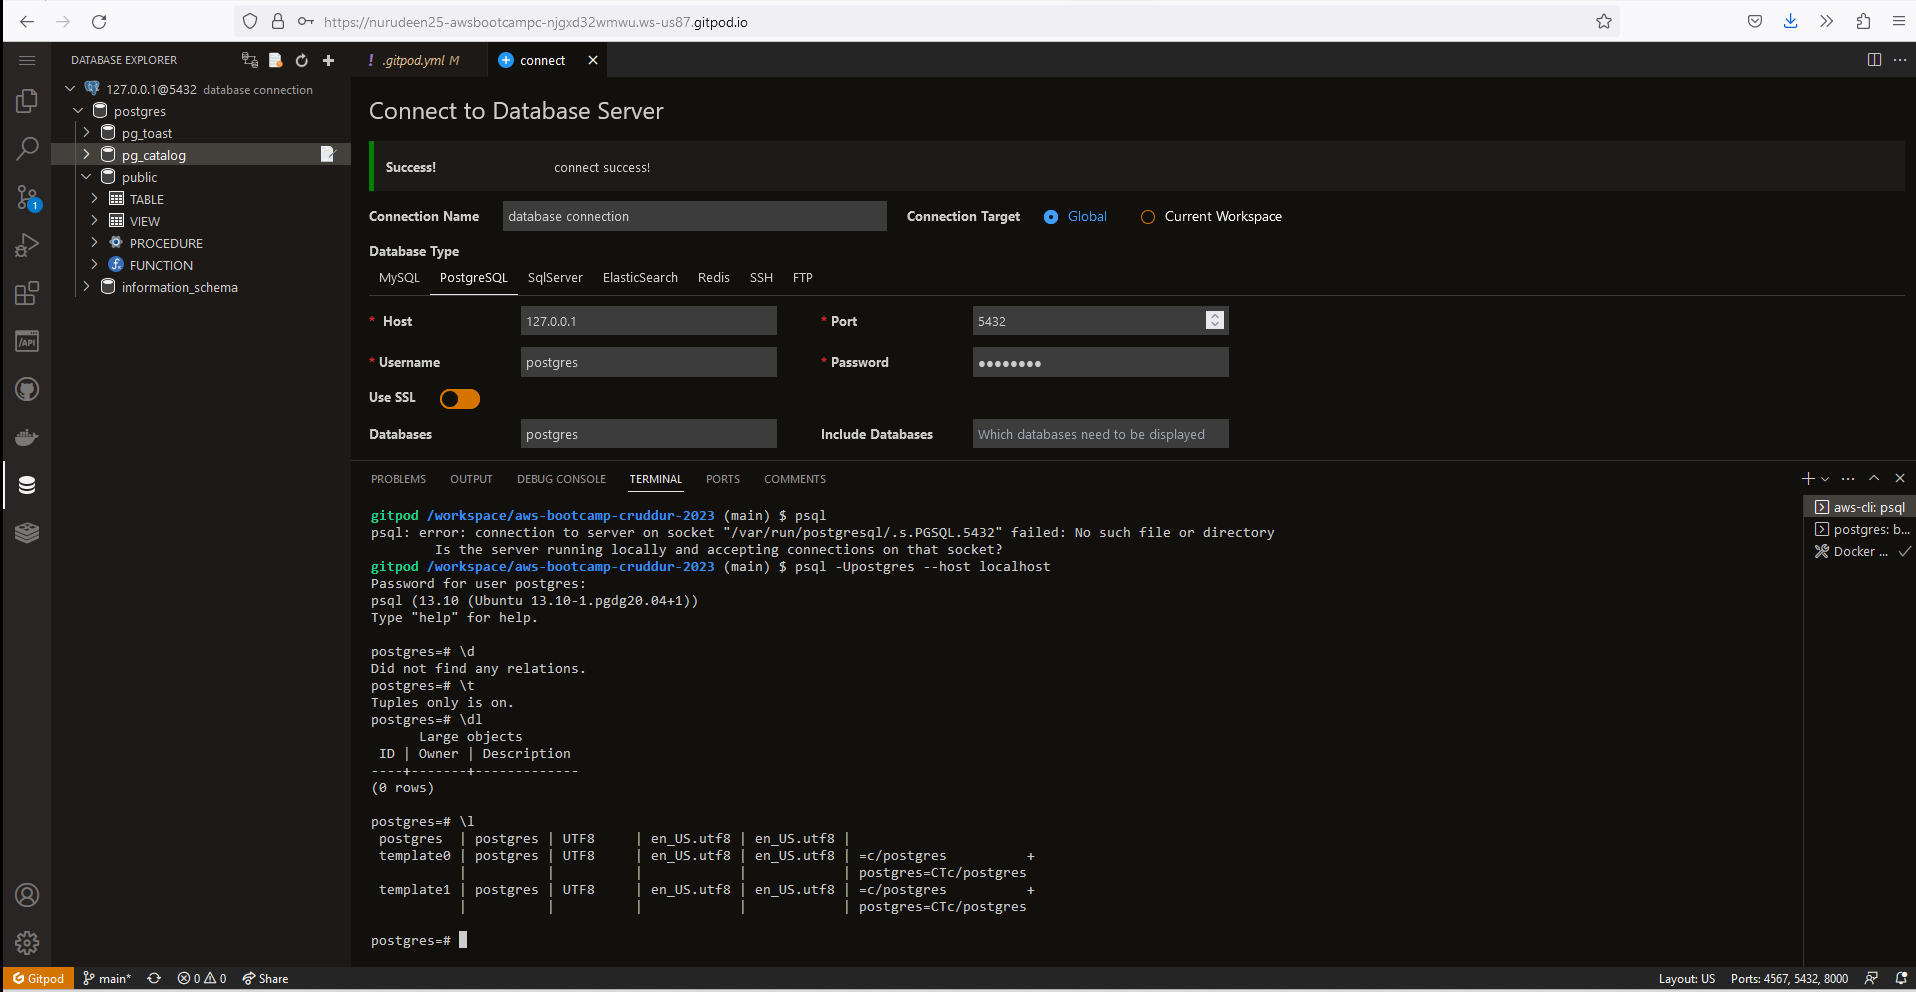 https://nurudeen25-awsbootcampc-njgxd32wmwu.ws-us87.gitpod.io
DATABASE EXPLORER
127.0.0.1@5432 database connection
postgres
pg_toast
pg_catalog
public
TABLE
VIEW
PROCEDURE
FUNCTION
information_schema
1
/API
! .gitpod.yml M
connect
Connect to Database Server
Success! connect success!
Connection Name database connection Connection Target Global Current Workspace
Database Type
MySQL PostgreSQL SqlServer ElasticSearch Redis SSH FTP
* Host 127.0.0.1 * Port 5432
* Username postgres * Password ●●●●●●●●
Use SSL
Databases postgres Include Databases Which databases need to be displayed
PROBLEMS OUTPUT DEBUG CONSOLE TERMINAL PORTS COMMENTS
gitpod /workspace/aws-bootcamp-cruddur-2023 (main) $ psql
psql: error: connection to server on socket "/var/run/postgresql/.s.PGSQL.5432" failed: No such file or directory
Is the server running locally and accepting connections on that socket?
gitpod /workspace/aws-bootcamp-cruddur-2023 (main) $ psql -Upostgres --host localhost
Password for user postgres:
psql (13.10 (Ubuntu 13.10-1.pgdg20.04+1))
Type "help" for help.
postgres=# \d
Did not find any relations.
postgres=# \t
Tuples only is on.
postgres=# \dl
Large objects
ID | Owner | Description
----+-------+-------------
(0 rows)
postgres=# \l
postgres | postgres | UTF8 | en_US.utf8 | en_US.utf8 |
template0 | postgres | UTF8 | en_US.utf8 | en_US.utf8 | =c/postgres +
| | | | | postgres=CTc/postgres
template1 | postgres | UTF8 | en_US.utf8 | en_US.utf8 | =c/postgres +
| | | | | postgres=CTc/postgres
postgres=#
aws-cli: psql
postgres: b...
Docker ...
Gitpod main* 0 0 Share Layout: US Ports: 4567, 5432, 8000